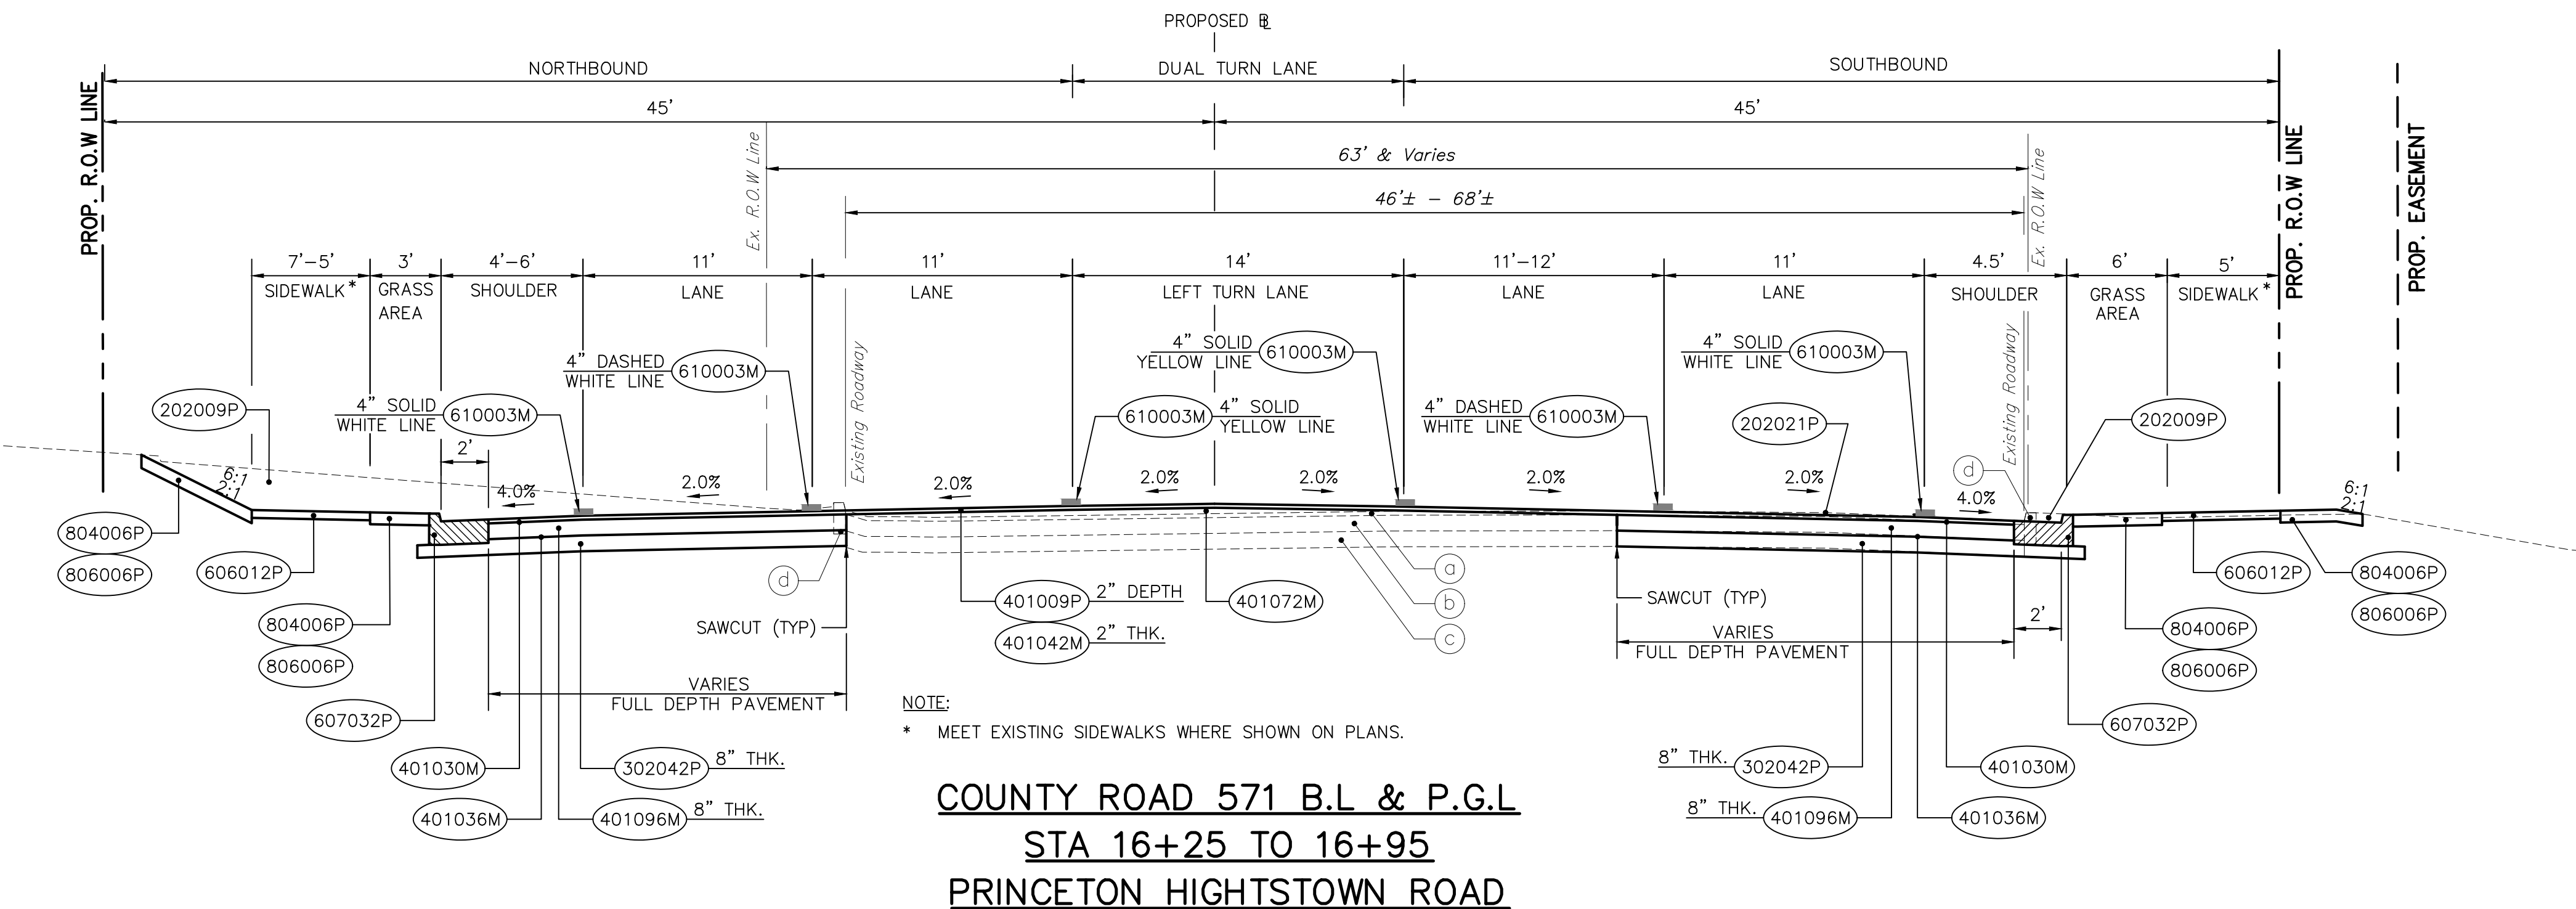 PROPOSED B̲L
NORTHBOUND
DUAL TURN LANE
SOUTHBOUND
45'
45'
63' & Varies
46'± - 68'±
PROP. R.O.W LINE
Ex. R.O.W Line
Ex. R.O.W Line
PROP. R.O.W LINE
PROP. EASEMENT
7'-5'
3'
4'-6'
11'
11'
14'
11'-12'
11'
4.5'
6'
5'
SIDEWALK*
GRASS
AREA
SHOULDER
LANE
LANE
LEFT TURN LANE
LANE
LANE
SHOULDER
GRASS
AREA
SIDEWALK*
Existing Roadway
Existing Roadway
202009P
4" SOLID
WHITE LINE
610003M
4" DASHED
WHITE LINE
610003M
4" SOLID
YELLOW LINE
610003M
610003M
4" SOLID
YELLOW LINE
4" DASHED
WHITE LINE
610003M
4" SOLID
WHITE LINE
610003M
202021P
202009P
d
2'
6:1
2:1
4.0%
2.0%
2.0%
2.0%
2.0%
2.0%
2.0%
4.0%
6:1
2:1
804006P
806006P
606012P
804006P
806006P
607032P
d
SAWCUT (TYP)
401009P
2" DEPTH
401042M
2" THK.
401072M
a
b
c
SAWCUT (TYP)
VARIES
FULL DEPTH PAVEMENT
2'
606012P
804006P
806006P
804006P
806006P
607032P
VARIES
FULL DEPTH PAVEMENT
401030M
302042P
8" THK.
401036M
401096M
8" THK.
8" THK.
302042P
401030M
8" THK.
401096M
401036M
NOTE:
* MEET EXISTING SIDEWALKS WHERE SHOWN ON PLANS.
COUNTY ROAD 571 B.L & P.G.L
STA 16+25 TO 16+95
PRINCETON HIGHTSTOWN ROAD